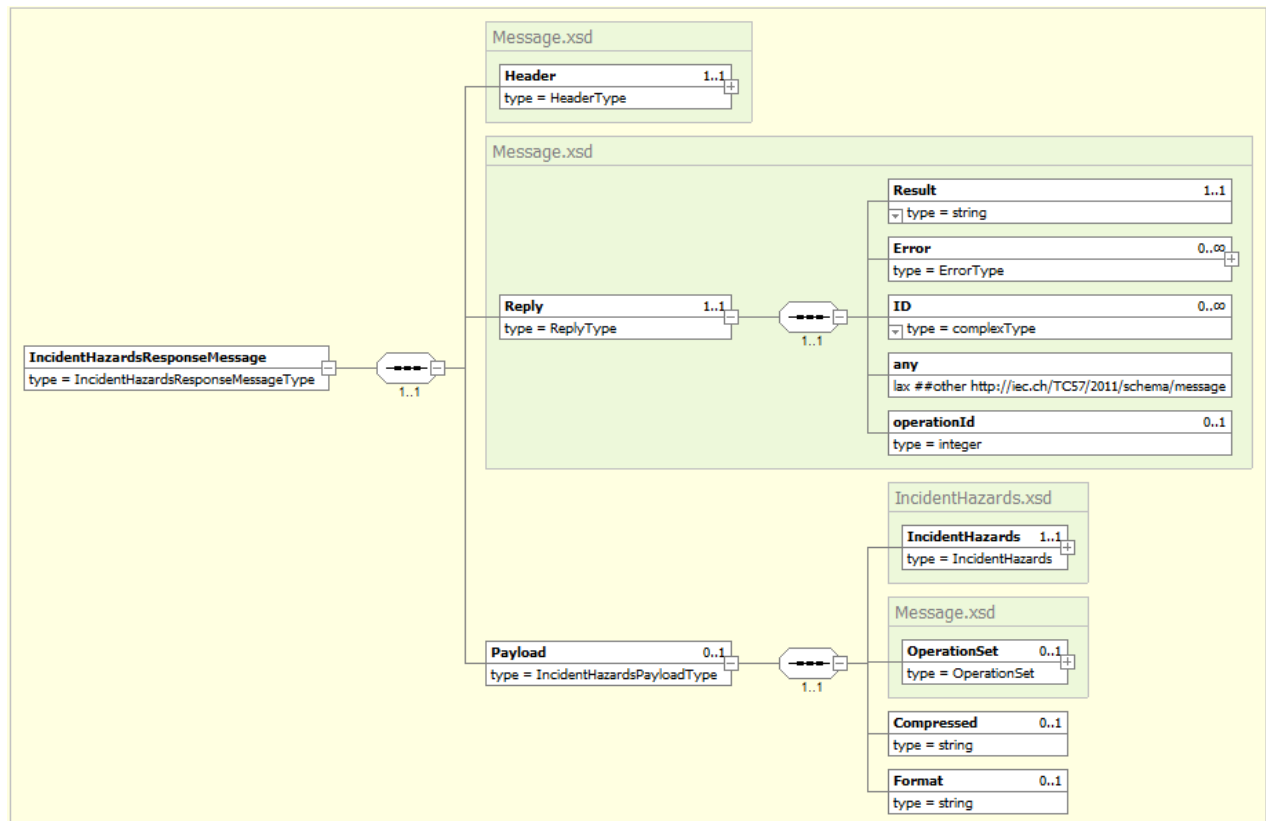 Message.xsd
Header 1..1
type = HeaderType
Message.xsd
Result 1..1
type = string
Error 0..∞
type = ErrorType
Reply 1..1
type = ReplyType
1..1
ID 0..∞
type = complexType
any
lax ##other http://iec.ch/TC57/2011/schema/message
operationId 0..1
type = integer
IncidentHazardsResponseMessage
type = IncidentHazardsResponseMessageType
1..1
IncidentHazards.xsd
IncidentHazards 1..1
type = IncidentHazards
Message.xsd
Payload 0..1
type = IncidentHazardsPayloadType
1..1
OperationSet 0..1
type = OperationSet
Compressed 0..1
type = string
Format 0..1
type = string